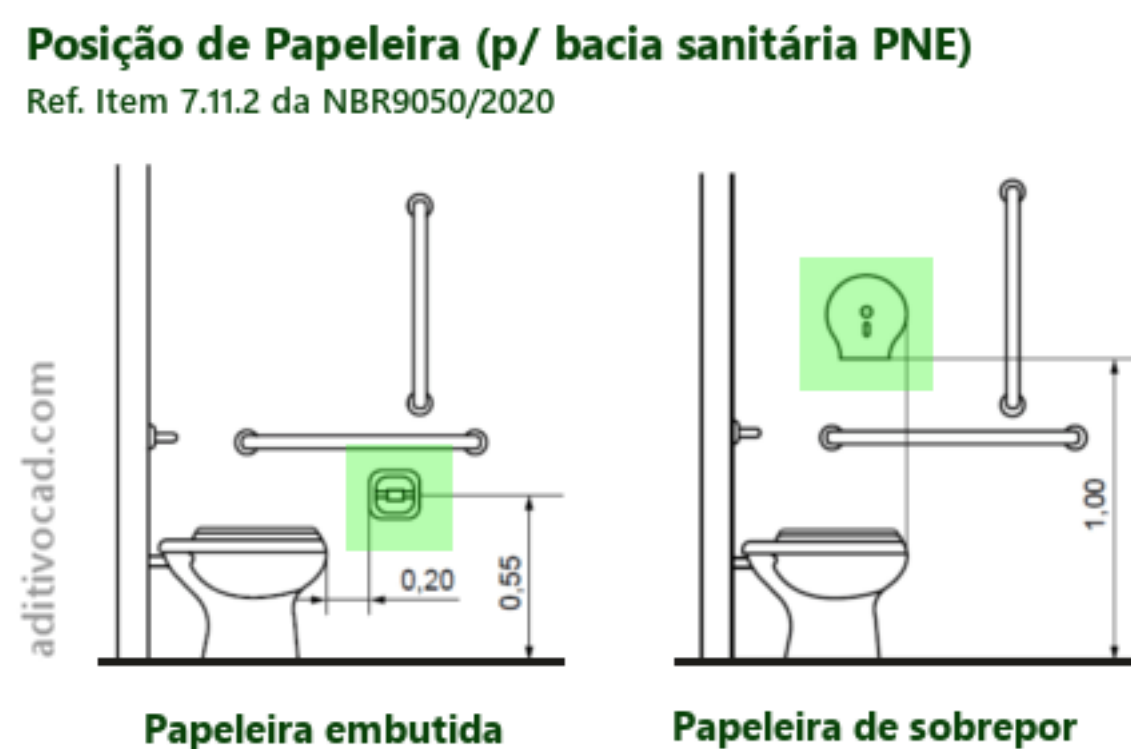 Posição de Papeleira (p/ bacia sanitária PNE)
Ref. Item 7.11.2 da NBR9050/2020
aditivocad.com
0,20
0,55
1,00
Papeleira embutida
Papeleira de sobrepor